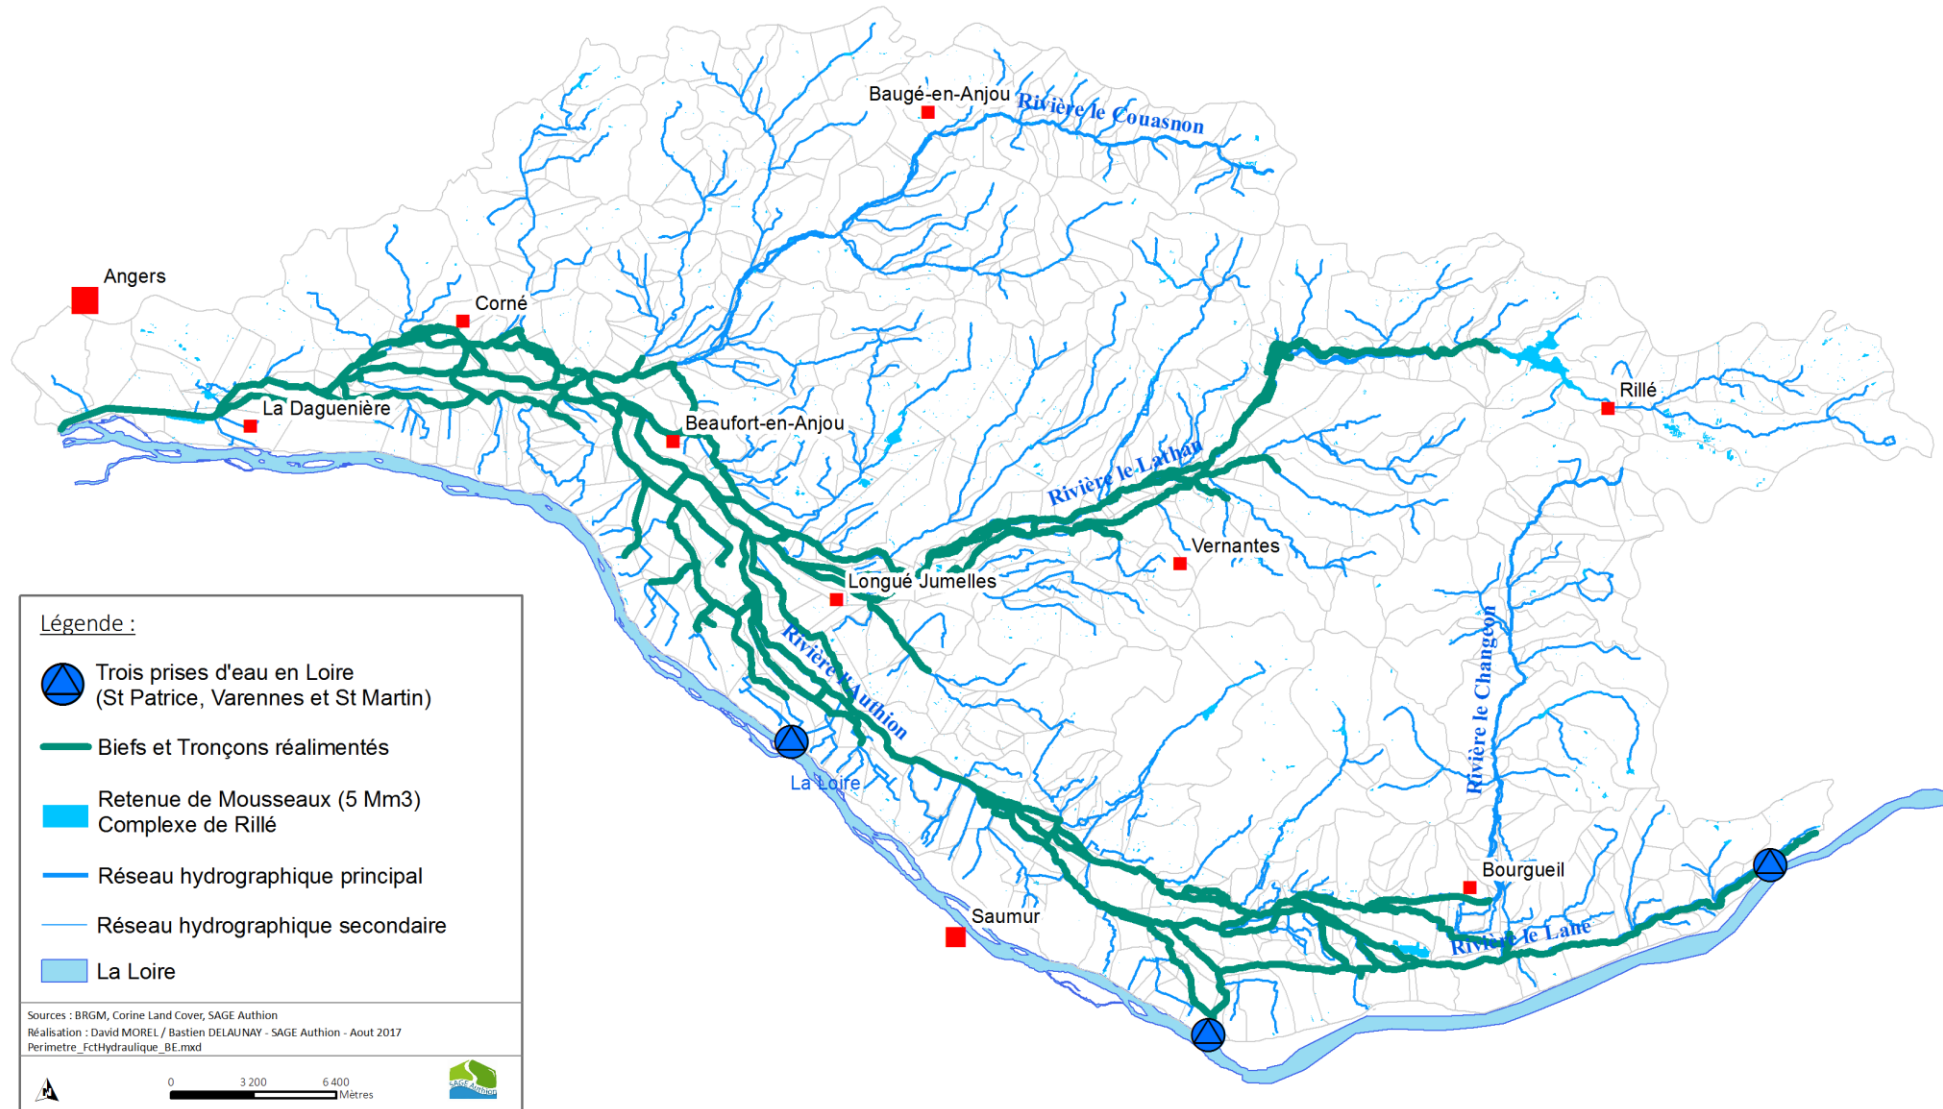 Baugé-en-Anjou
Rivière le Couasnon
Angers
Corné
La Daguenière
Beaufort-en-Anjou
Rillé
Rivière le Lathan
Vernantes
Longué Jumelles
Rivière l'Authion
Rivière le Changeon
La Loire
Bourgueil
Saumur
Rivière le Lane
Légende :
Trois prises d'eau en Loire
(St Patrice, Varennes et St Martin)
Biefs et Tronçons réalimentés
Retenue de Mousseaux (5 Mm3)
Complexe de Rillé
Réseau hydrographique principal
Réseau hydrographique secondaire
La Loire
Sources : BRGM, Corine Land Cover, SAGE Authion
Réalisation : David MOREL / Bastien DELAUNAY - SAGE Authion - Aout 2017
Perimetre_FctHydraulique_BE.mxd
0 3 200 6 400
Mètres
SAGE Authion